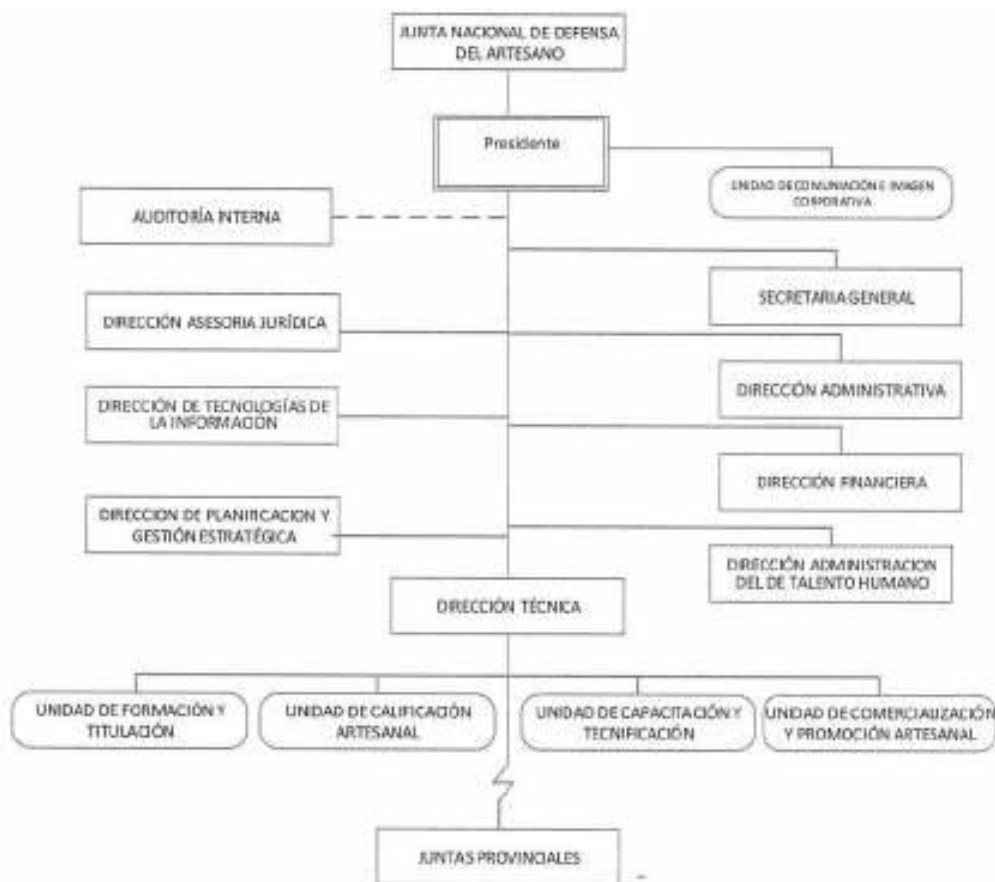 JUNTA NACIONAL DE DEFENSA
DEL ARTESANO
Presidente
UNIDAD DE COMUNIACIÓN E IMAGEN
CORPORATIVA
AUDITORÍA INTERNA
SECRETARIA GENERAL
DIRECCIÓN ASESORIA JURÍDICA
DIRECCIÓN ADMINISTRATIVA
DIRECCIÓN DE TECNOLOGÍAS DE
LA INFORMACIÓN
DIRECCIÓN FINANCIERA
DIRECCION DE PLANIFICACION Y
GESTIÓN ESTRATÉGICA
DIRECCIÓN ADMINISTRACION
DEL DE TALENTO HUMANO
DIRECCIÓN TÉCNICA
UNIDAD DE FORMACIÓN Y
TITULACIÓN
UNIDAD DE CALIFICACIÓN
ARTESANAL
UNIDAD DE CAPACITACIÓN Y
TECNIFICACIÓN
UNIDAD DE COMERCIALIZACIÓN
Y PROMOCIÓN ARTESANAL
JUNTAS PROVINCIALES